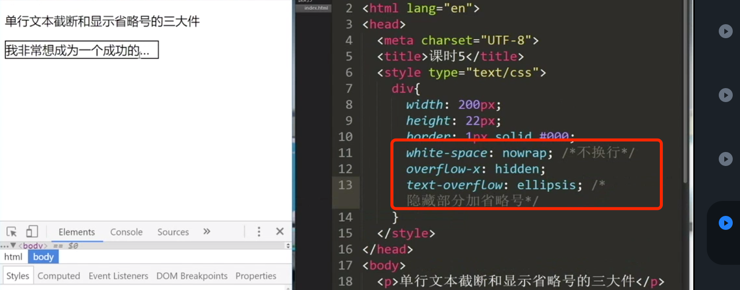 单行文本截断和显示省略号的三大件
我非常想成为一个成功的...
Elements Console Sources »
<body> == $0
html body
Styles Computed Event Listeners DOM Breakpoints Properties
index.html
2 <html lang="en">
3 <head>
4 <meta charset="UTF-8">
5 <title>课时5</title>
6 <style type="text/css">
7 div{
8 width: 200px;
9 height: 22px;
10 border: 1px solid #000;
11 white-space: nowrap; /*不换行*/
12 overflow-x: hidden;
13 text-overflow: ellipsis; /*
隐藏部分加省略号*/
14 }
15 </style>
16 </head>
17 <body>
18 <p>单行文本截断和显示省略号的三大件</p>